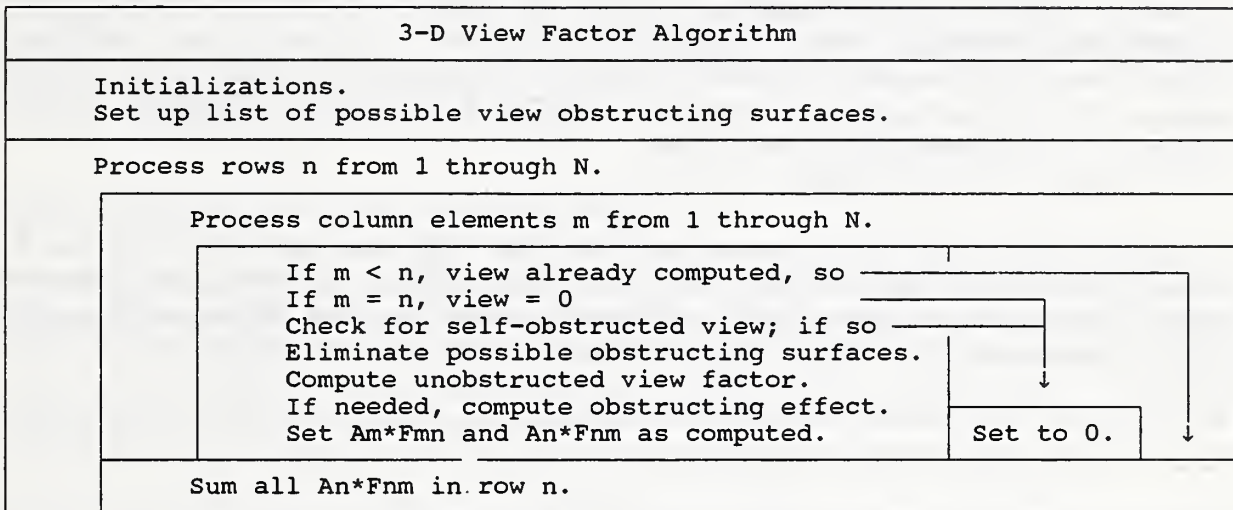 3-D View Factor Algorithm
Initializations.
Set up list of possible view obstructing surfaces.
Process rows n from 1 through N.
Process column elements m from 1 through N.
If m < n, view already computed, so
If m = n, view = 0
Check for self-obstructed view; if so
Eliminate possible obstructing surfaces.
Compute unobstructed view factor.
If needed, compute obstructing effect.
Set Am*Fmn and An*Fnm as computed.
Set to 0.
Sum all An*Fnm in row n.